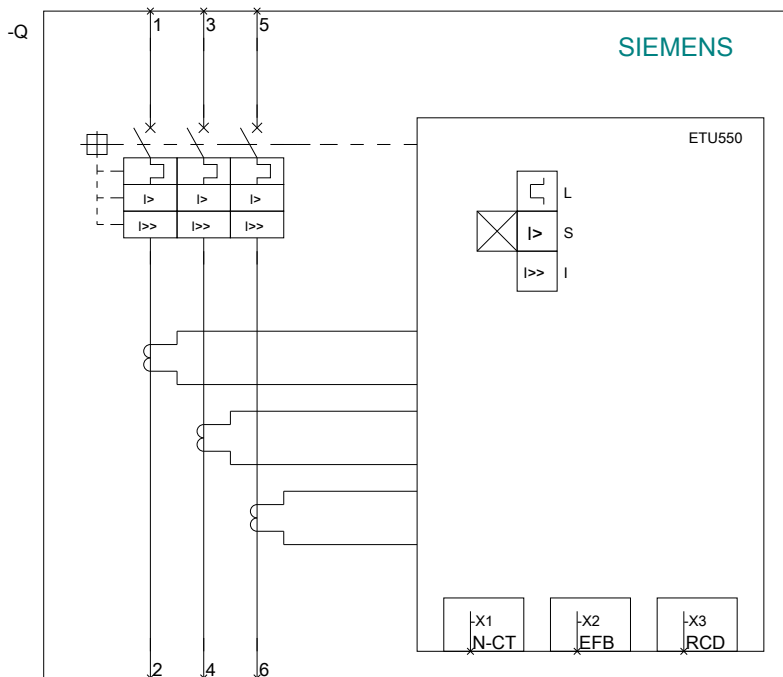 -Q
1 3 5
SIEMENS
ETU550
L
I> I> I> I> S
I>> I>> I>> I>> I
-X1 -X2 -X3
N-CT EFB RCD
2 4 6